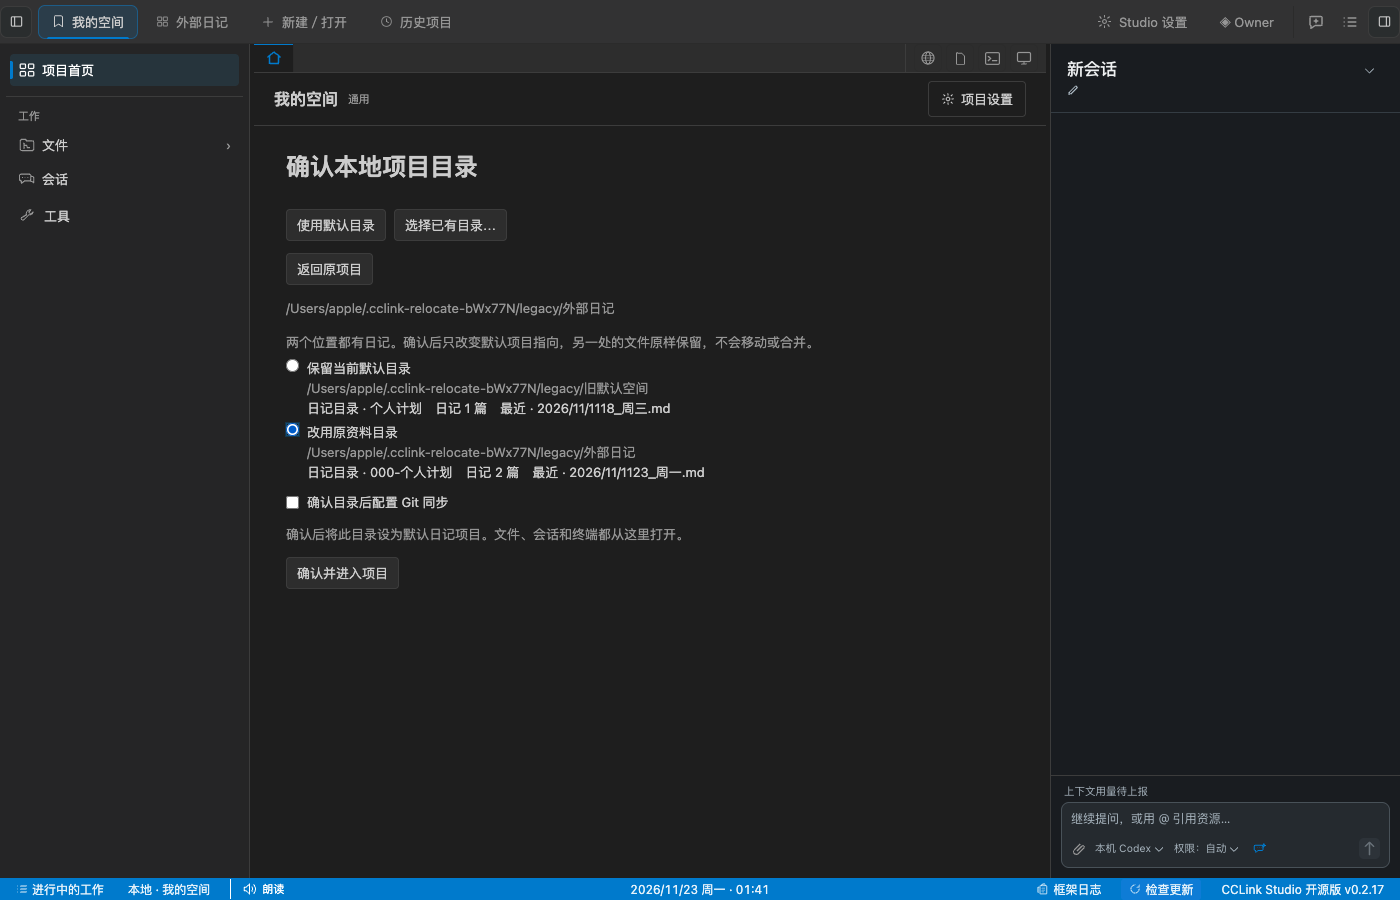 我的空间 外部日记 新建 / 打开 历史项目 Studio 设置 Owner
项目首页
工作
文件
会话
工具
我的空间 通用 项目设置
确认本地项目目录
使用默认目录 选择已有目录...
返回原项目
/Users/apple/.cclink-relocate-bWx77N/legacy/外部日记
两个位置都有日记。确认后只改变默认项目指向，另一处的文件原样保留，不会移动或合并。
保留当前默认目录
/Users/apple/.cclink-relocate-bWx77N/legacy/旧默认空间
日记目录 · 个人计划 日记 1 篇 最近 · 2026/11/1118_周三.md
改用原资料目录
/Users/apple/.cclink-relocate-bWx77N/legacy/外部日记
日记目录 · 000-个人计划 日记 2 篇 最近 · 2026/11/1123_周一.md
确认目录后配置 Git 同步
确认后将此目录设为默认日记项目。文件、会话和终端都从这里打开。
确认并进入项目
新会话
上下文用量待上报
继续提问，或用 @ 引用资源...
本机 Codex 权限：自动
进行中的工作 本地 · 我的空间 朗读 2026/11/23 周一 · 01:41 框架日志 检查更新 CCLink Studio 开源版 v0.2.17